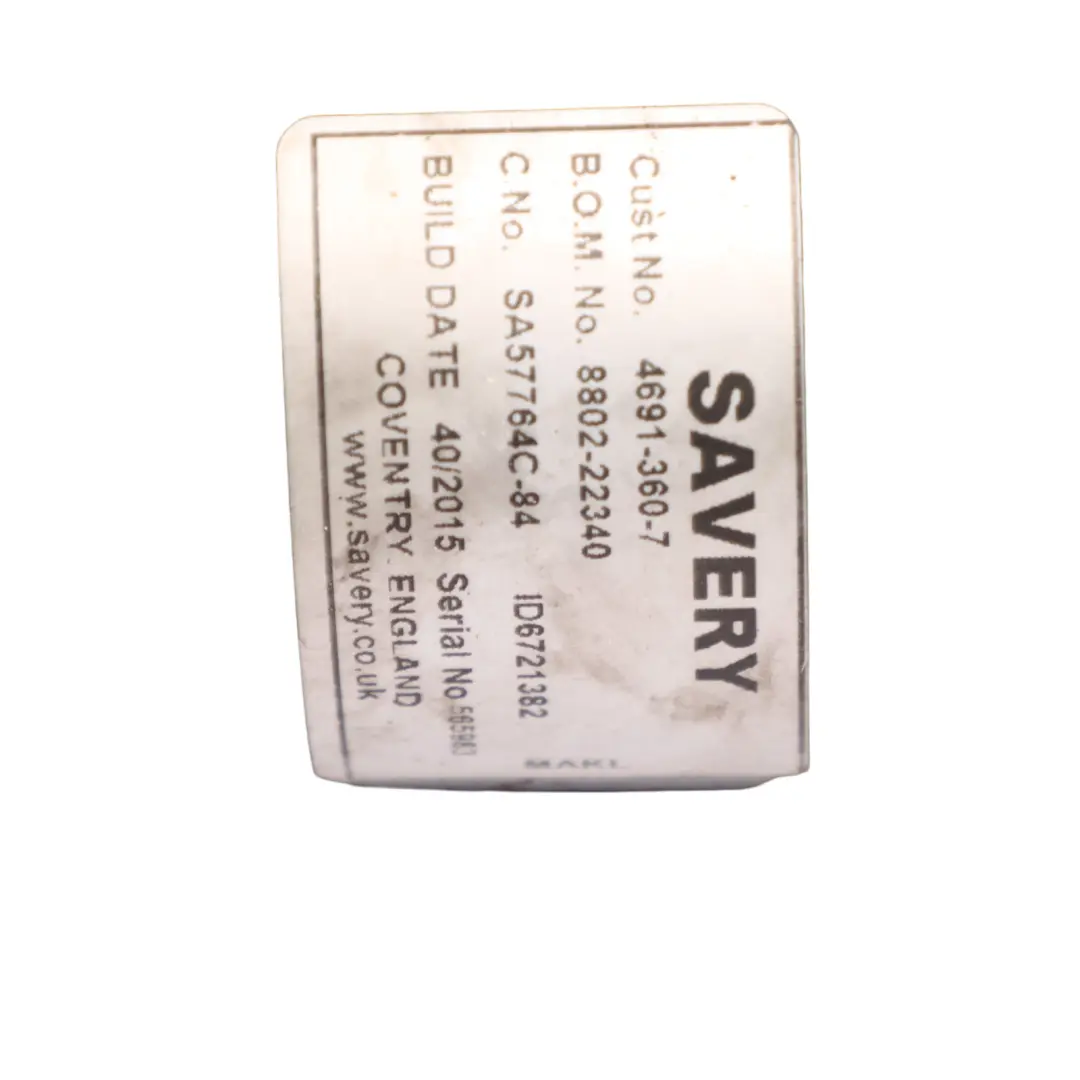 SAVERY
Cust No. 4691-360-7
B.O.M. No. 8802-22340
C.No. SA57764C-84 ID6721382
BUILD DATE 40/2015 Serial No
COVENTRY. ENGLAND
www.savery.co.uk